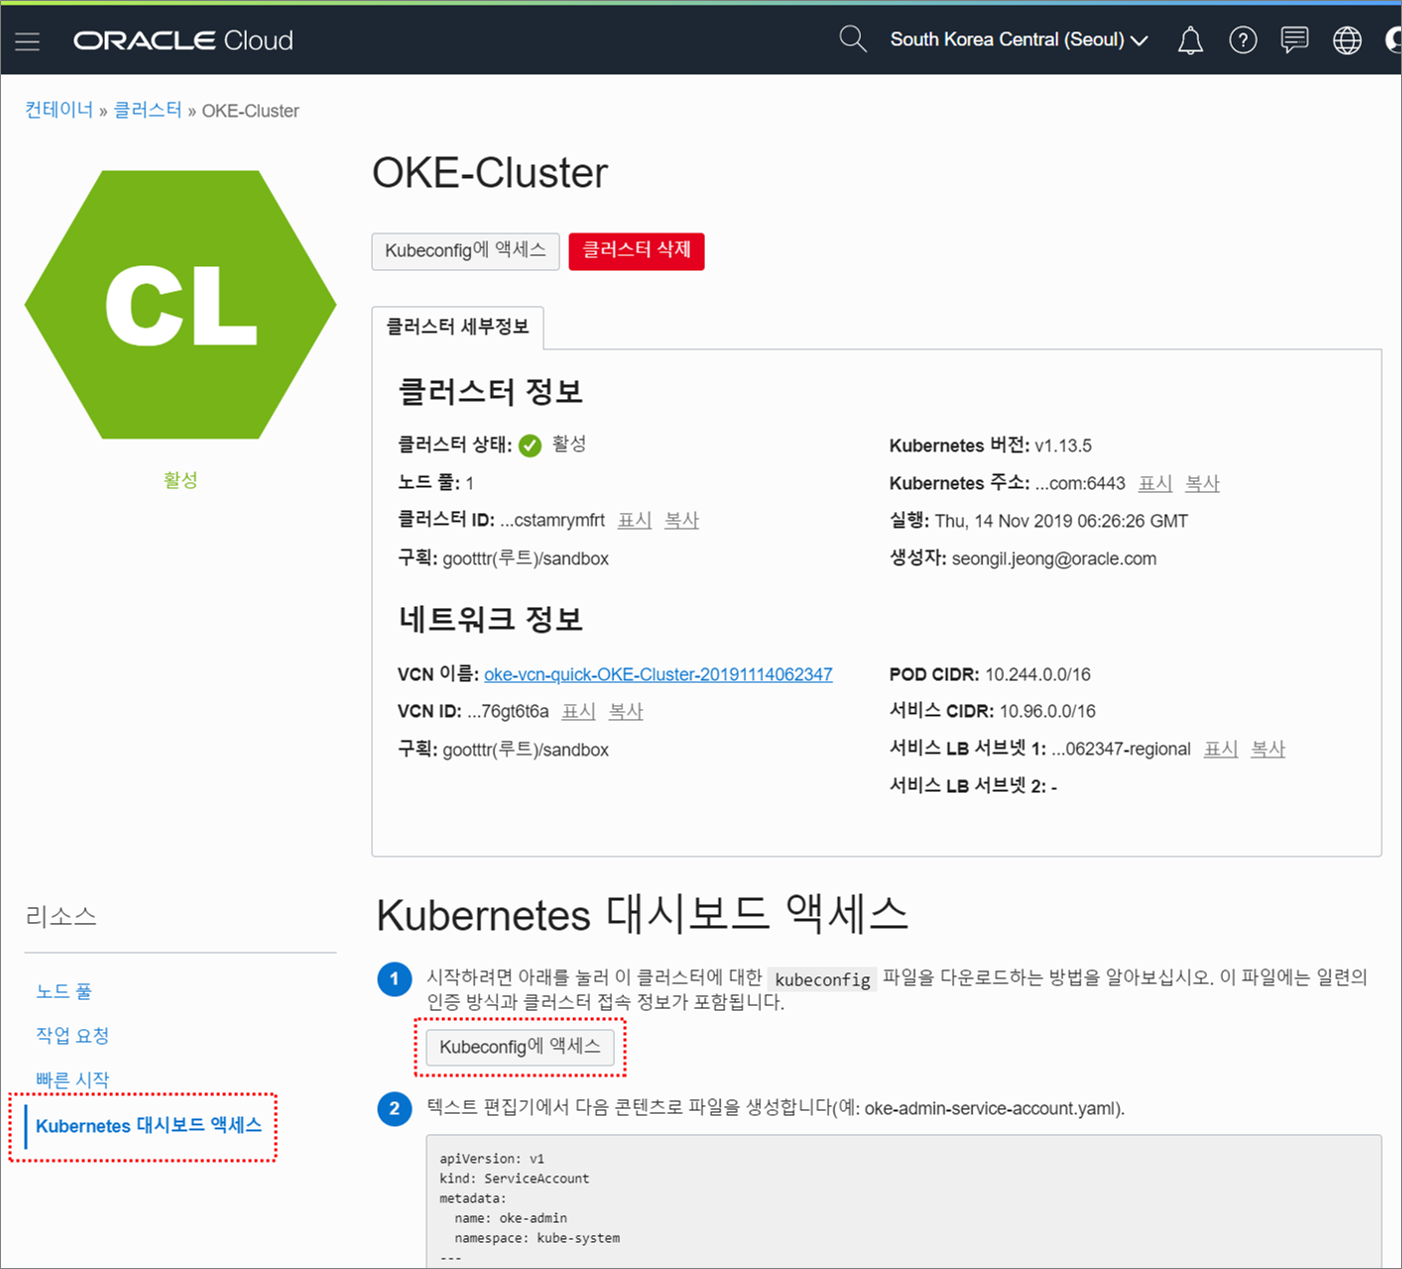 ORACLE Cloud
South Korea Central (Seoul)
컨테이너 » 클러스터 » OKE-Cluster
CL
활성
OKE-Cluster
Kubeconfig에 액세스
클러스터 삭제
클러스터 세부정보
클러스터 정보
클러스터 상태: 활성
노드 풀: 1
클러스터 ID: ...cstamrymfrt 표시 복사
구획: gootttr(루트)/sandbox
Kubernetes 버전: v1.13.5
Kubernetes 주소: ...com:6443 표시 복사
실행: Thu, 14 Nov 2019 06:26:26 GMT
생성자: seongil.jeong@oracle.com
네트워크 정보
VCN 이름: oke-vcn-quick-OKE-Cluster-20191114062347
VCN ID: ...76gt6t6a 표시 복사
구획: gootttr(루트)/sandbox
POD CIDR: 10.244.0.0/16
서비스 CIDR: 10.96.0.0/16
서비스 LB 서브넷 1: ...062347-regional 표시 복사
서비스 LB 서브넷 2: -
리소스
노드 풀
작업 요청
빠른 시작
Kubernetes 대시보드 액세스
Kubernetes 대시보드 액세스
1 시작하려면 아래를 눌러 이 클러스터에 대한 kubeconfig 파일을 다운로드하는 방법을 알아보십시오. 이 파일에는 일련의
인증 방식과 클러스터 접속 정보가 포함됩니다.
Kubeconfig에 액세스
2 텍스트 편집기에서 다음 콘텐츠로 파일을 생성합니다(예: oke-admin-service-account.yaml).
apiVersion: v1
kind: ServiceAccount
metadata:
  name: oke-admin
  namespace: kube-system
---